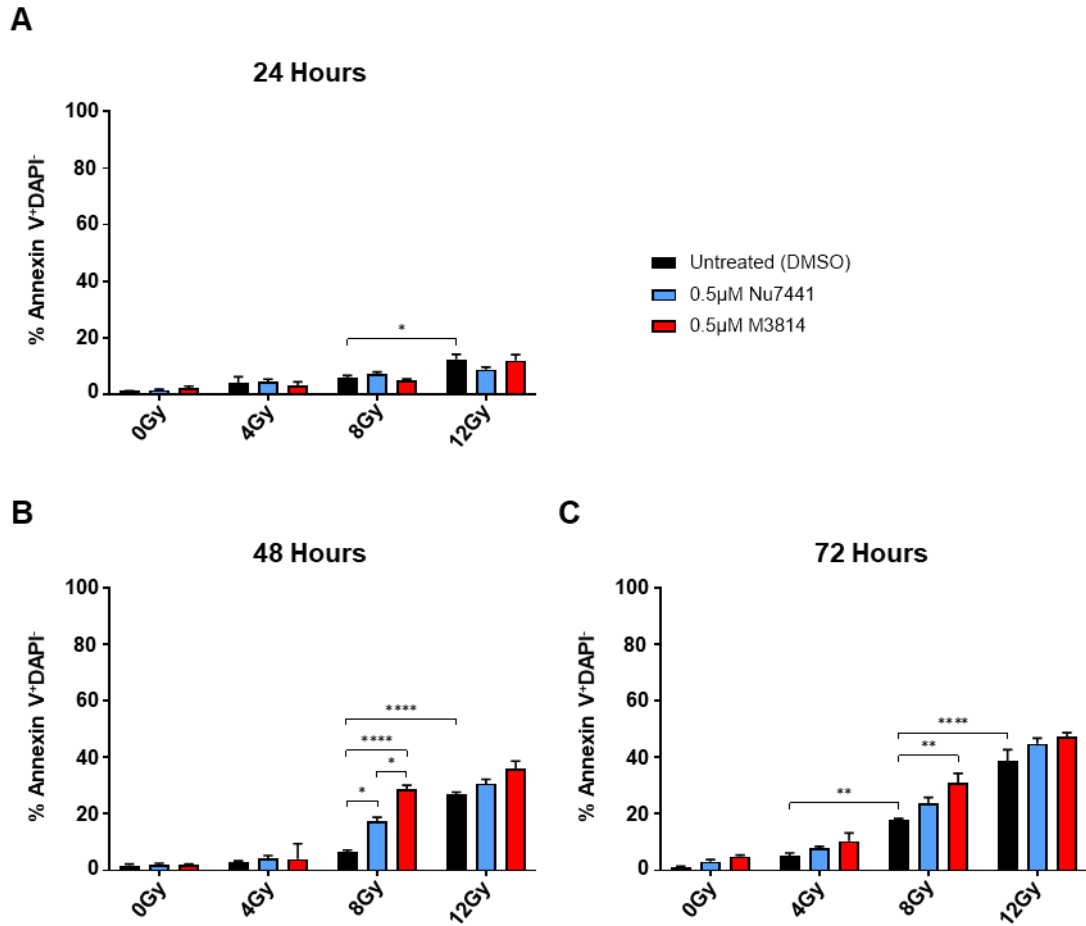 A
24 Hours
% Annexin V⁺DAPI⁻
100
80
60
40
20
0
*
0Gy
4Gy
8Gy
12Gy
Untreated (DMSO)
0.5µM Nu7441
0.5µM M3814
B
48 Hours
% Annexin V⁺DAPI⁻
100
80
60
40
20
0
****
****
*
*
0Gy
4Gy
8Gy
12Gy
C
72 Hours
% Annexin V⁺DAPI⁻
100
80
60
40
20
0
****
**
**
0Gy
4Gy
8Gy
12Gy